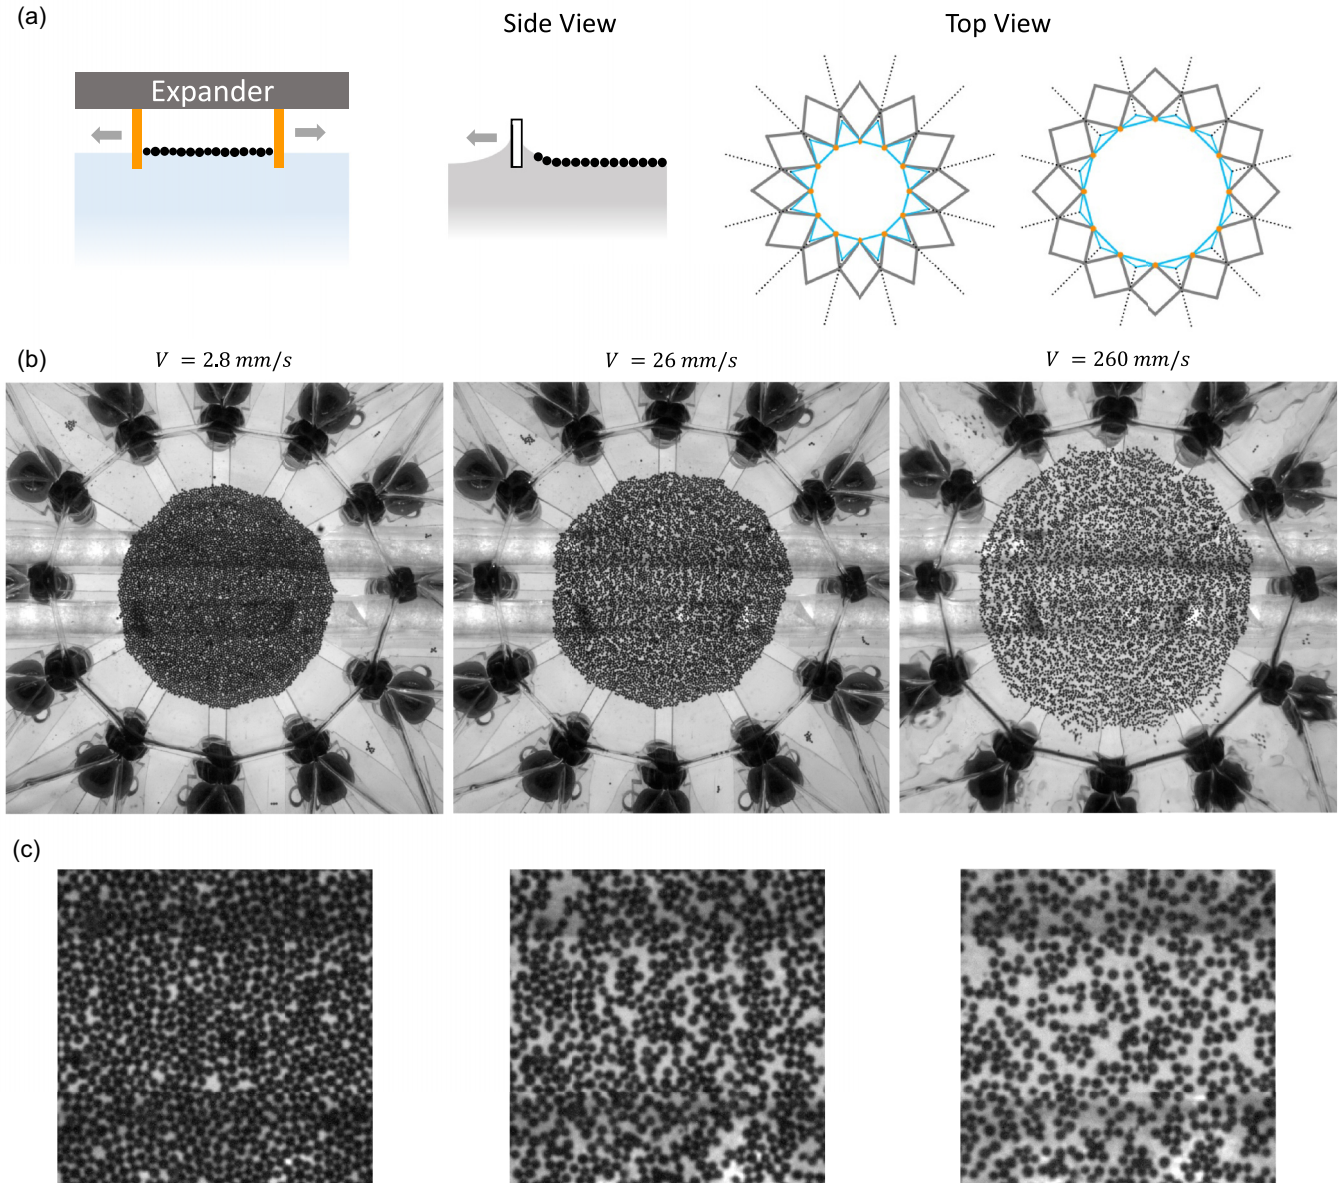 (a)
Side View
Top View
Expander
(b)
V = 2.8 mm/s
V = 26 mm/s
V = 260 mm/s
(c)